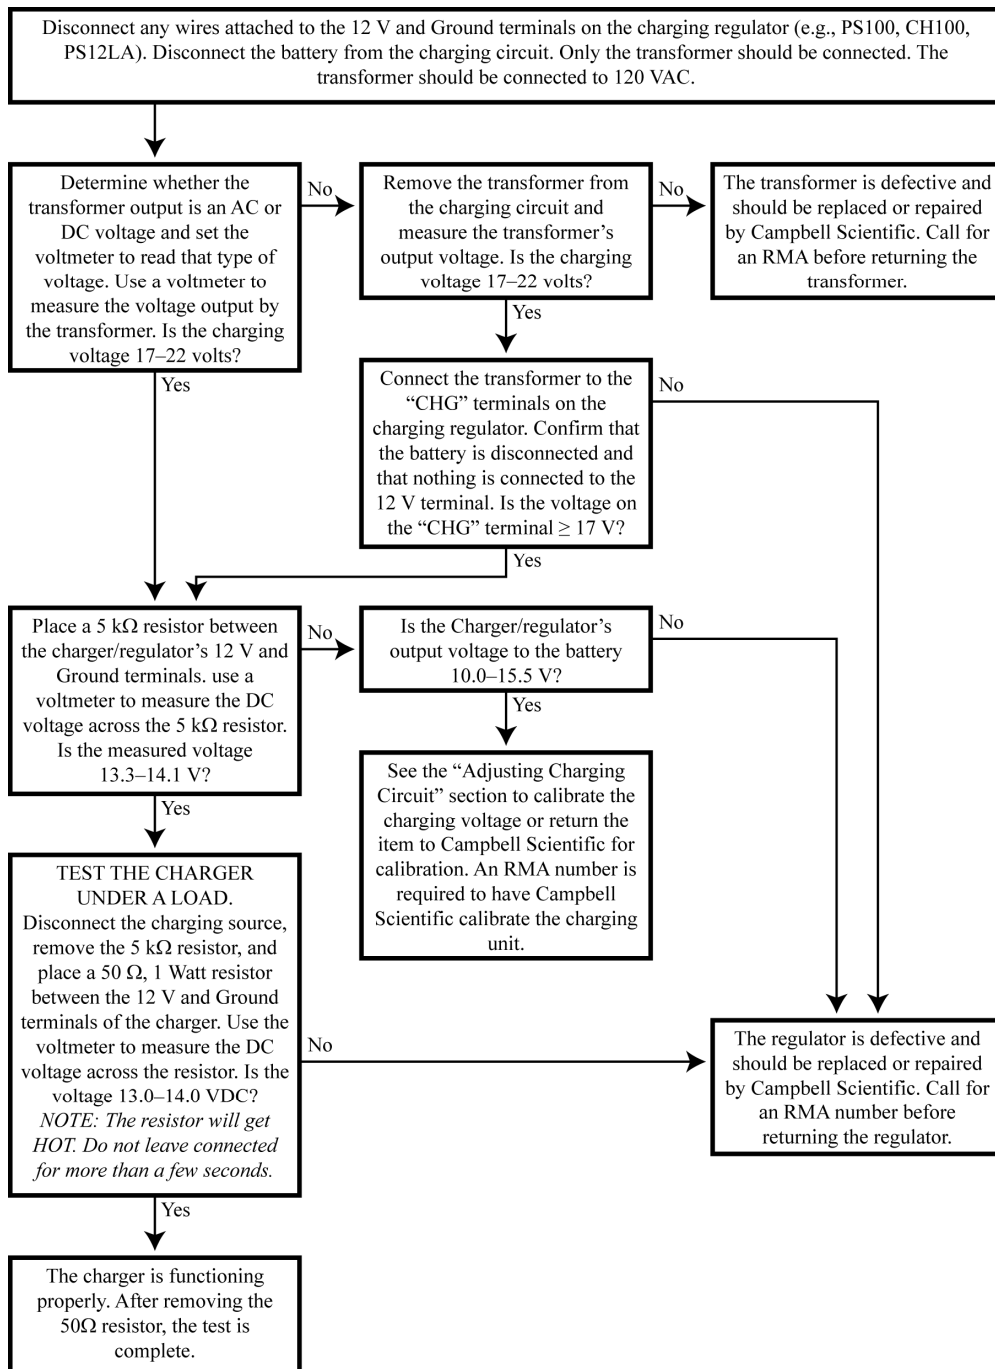 Disconnect any wires attached to the 12 V and Ground terminals on the charging regulator (e.g., PS100, CH100,
PS12LA). Disconnect the battery from the charging circuit. Only the transformer should be connected. The
transformer should be connected to 120 VAC.
Determine whether the
transformer output is an AC or
DC voltage and set the
voltmeter to read that type of
voltage. Use a voltmeter to
measure the voltage output by
the transformer. Is the charging
voltage 17–22 volts?
No
Remove the transformer from
the charging circuit and
measure the transformer’s
output voltage. Is the charging
voltage 17–22 volts?
No
The transformer is defective and
should be replaced or repaired
by Campbell Scientific. Call for
an RMA before returning the
transformer.
Yes
Yes
Connect the transformer to the
“CHG” terminals on the
charging regulator. Confirm that
the battery is disconnected and
that nothing is connected to the
12 V terminal. Is the voltage on
the “CHG” terminal ≥ 17 V?
No
Yes
Place a 5 kΩ resistor between
the charger/regulator’s 12 V and
Ground terminals. use a
voltmeter to measure the DC
voltage across the 5 kΩ resistor.
Is the measured voltage
13.3–14.1 V?
No
Is the Charger/regulator’s
output voltage to the battery
10.0–15.5 V?
No
Yes
See the “Adjusting Charging
Circuit” section to calibrate the
charging voltage or return the
item to Campbell Scientific for
calibration. An RMA number is
required to have Campbell
Scientific calibrate the charging
unit.
Yes
TEST THE CHARGER
UNDER A LOAD.
Disconnect the charging source,
remove the 5 kΩ resistor, and
place a 50 Ω, 1 Watt resistor
between the 12 V and Ground
terminals of the charger. Use the
voltmeter to measure the DC
voltage across the resistor. Is the
voltage 13.0–14.0 VDC?
NOTE: The resistor will get
HOT. Do not leave connected
for more than a few seconds.
No
The regulator is defective and
should be replaced or repaired
by Campbell Scientific. Call for
an RMA number before
returning the regulator.
Yes
The charger is functioning
properly. After removing the
50Ω resistor, the test is
complete.